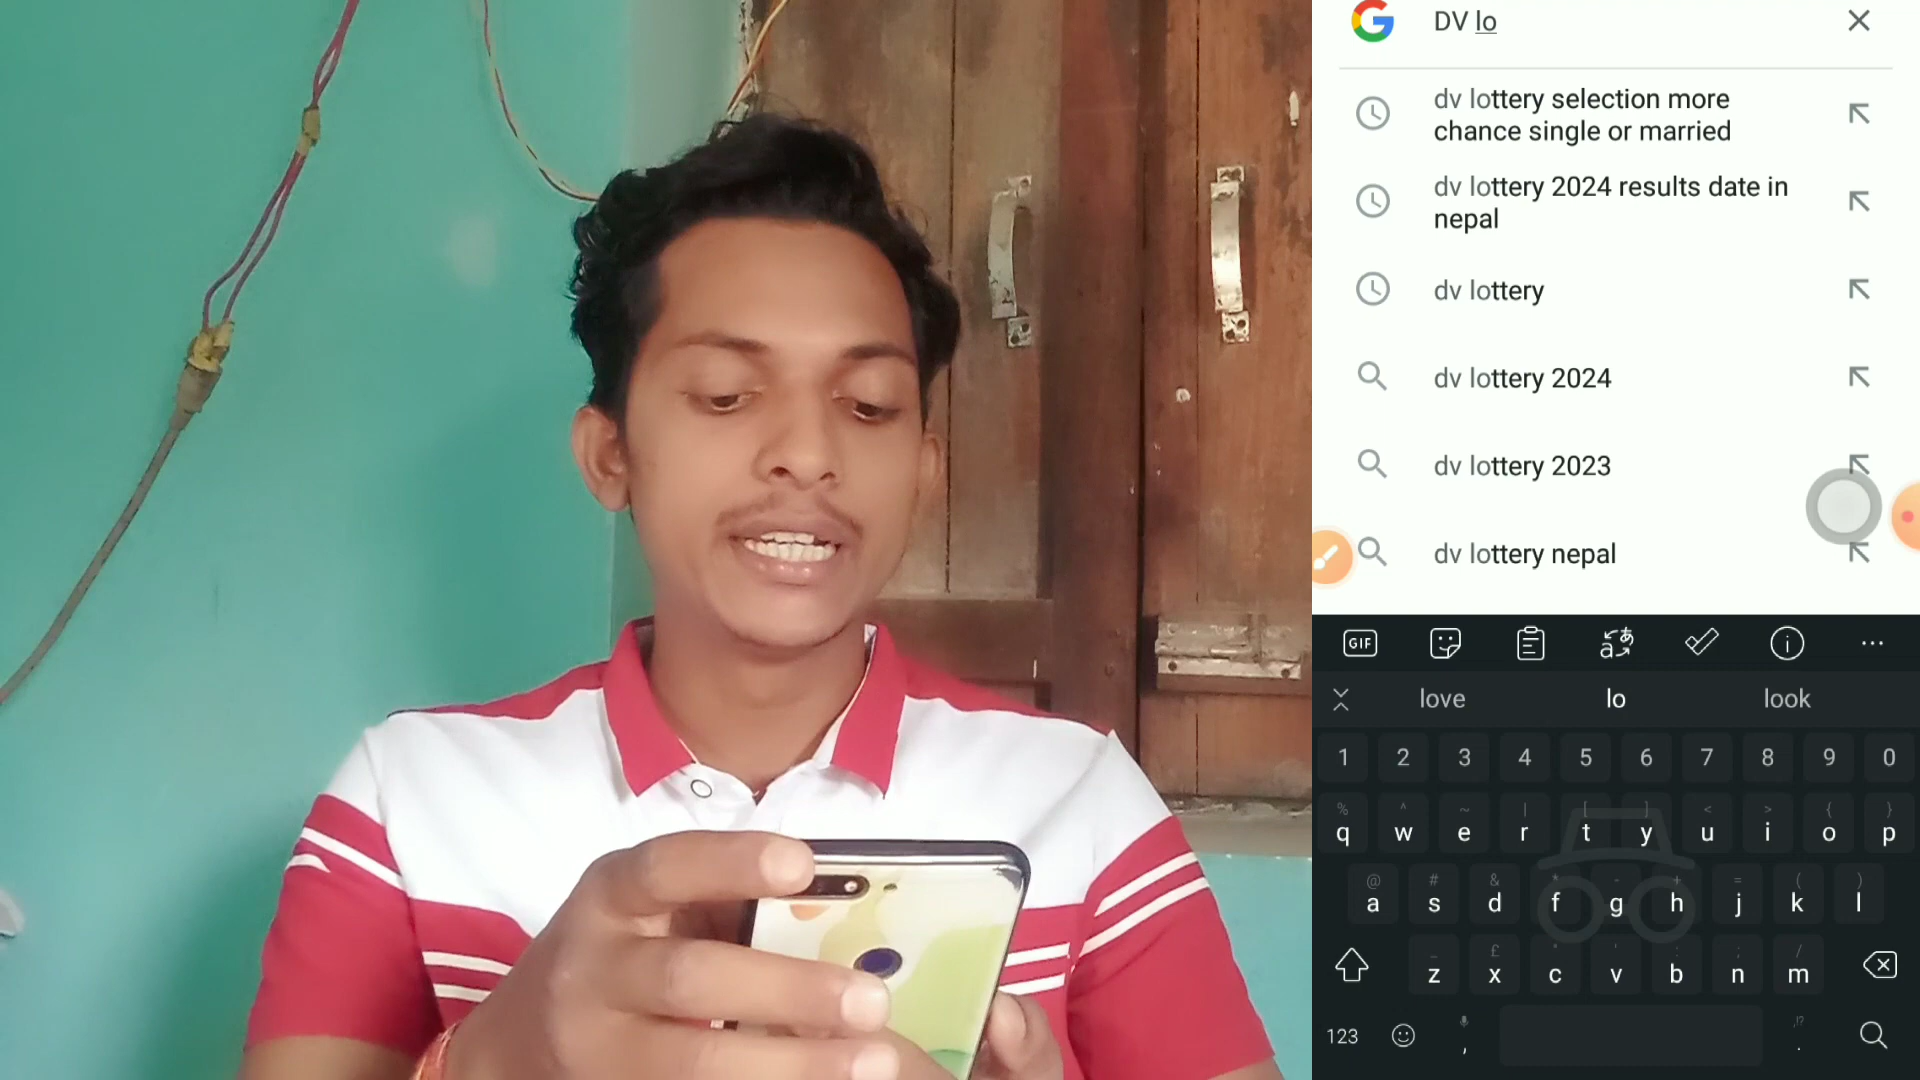 DV lo
dv lottery selection more
chance single or married
dv lottery 2024 results date in
nepal
dv lottery
dv lottery 2024
dv lottery 2023
dv lottery nepal
GIF
love lo look
1 2 3 4 5 6 7 8 9 0
% ^ ~ | [ ] < > { }
q w e r t y u i o p
@ # & * - + = ( )
a s d f g h j k l
z x c v b n m
123 , .